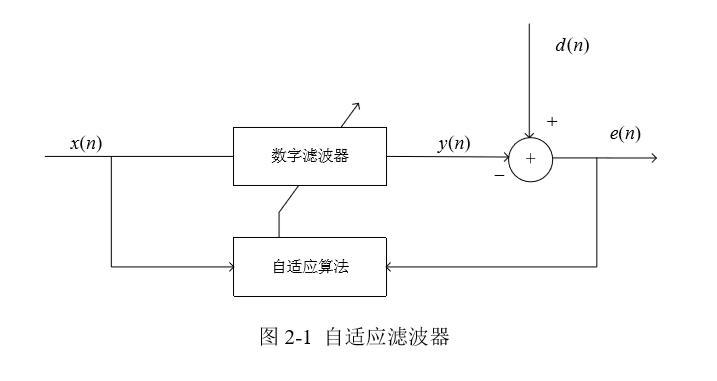 d(n)
+
x(n)
数字滤波器
y(n)
+
e(n)
−
自适应算法
图 2-1 自适应滤波器